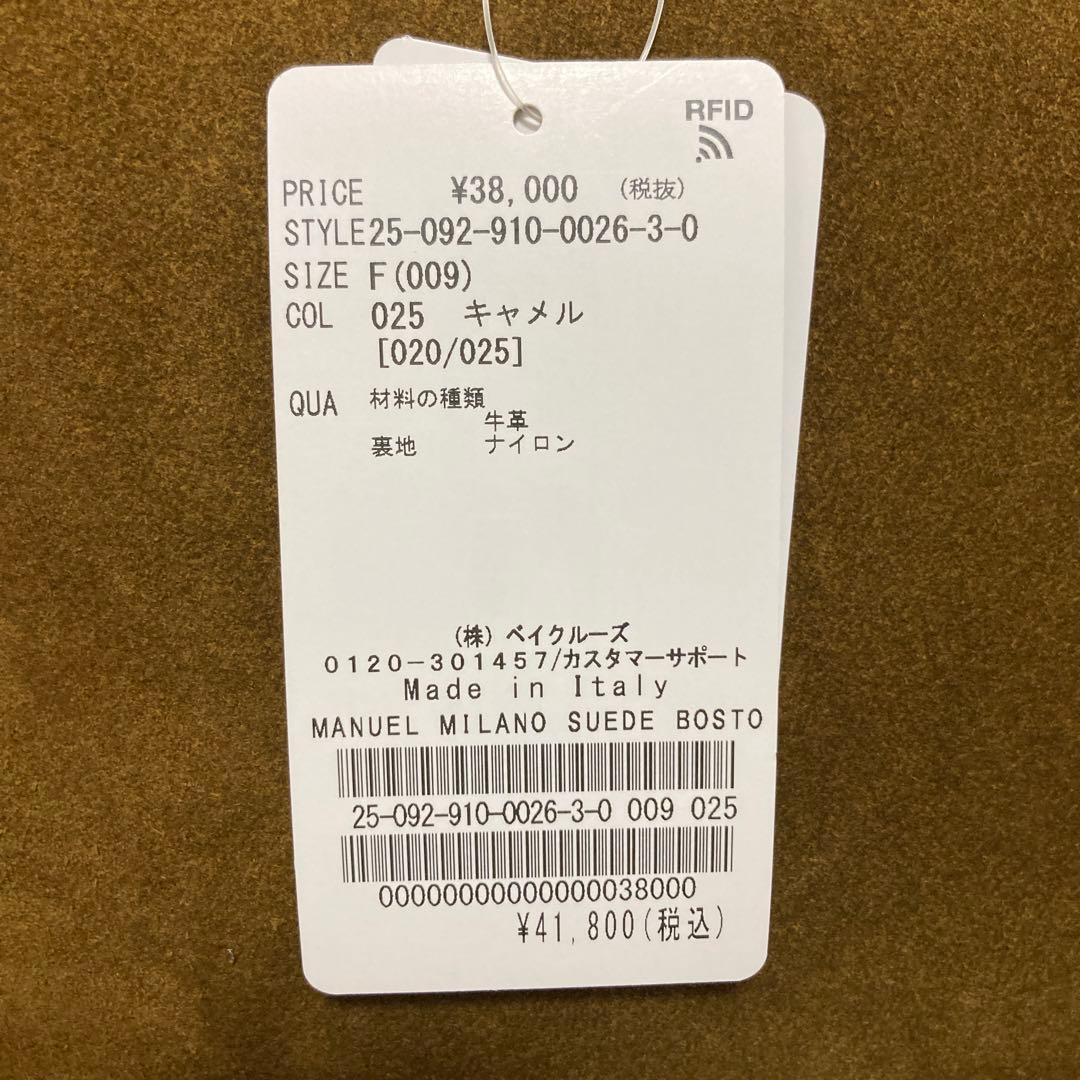 RFID
PRICE ¥38,000 (税抜)
STYLE 25-092-910-0026-3-0
SIZE F(009)
COL 025 キャメル
[020/025]
QUA 材料の種類
牛革
裏地 ナイロン
(株) ベイクルーズ
0120-301457/カスタマーサポート
Made in Italy
MANUEL MILANO SUEDE BOSTO
25-092-910-0026-3-0 009 025
00000000000000038000
¥41,800(税込)